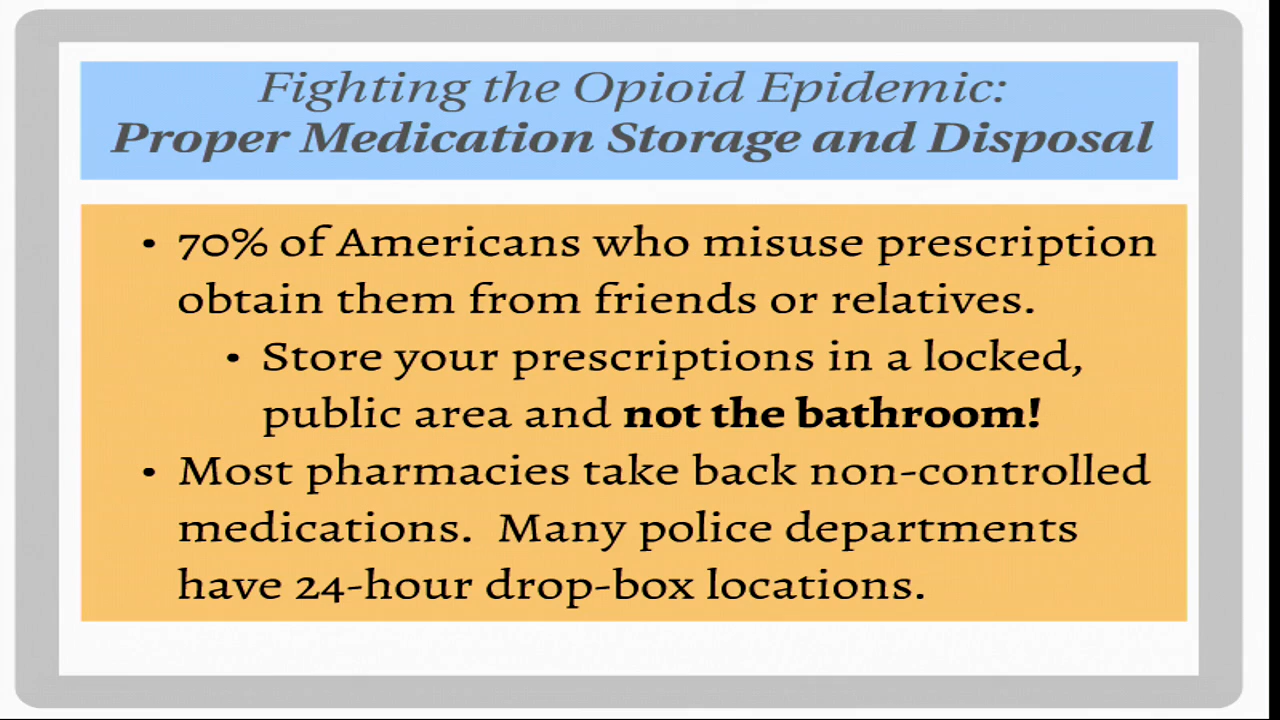 Fighting the Opioid Epidemic:
Proper Medication Storage and Disposal
• 70% of Americans who misuse prescription
obtain them from friends or relatives.
• Store your prescriptions in a locked,
public area and not the bathroom!
• Most pharmacies take back non-controlled
medications.  Many police departments
have 24-hour drop-box locations.